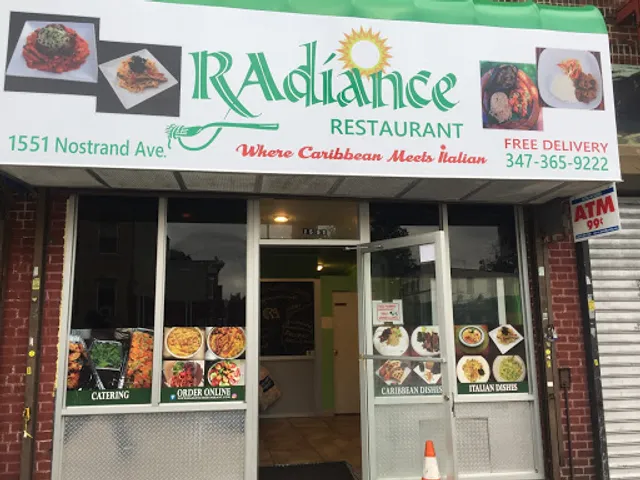 RAdiance
RESTAURANT
1551 Nostrand Ave.
Where Caribbean Meets Italian
FREE DELIVERY
347-365-9222
ATM
99¢
1551
CATERING
ORDER ONLINE
CARIBBEAN DISHES
ITALIAN DISHES